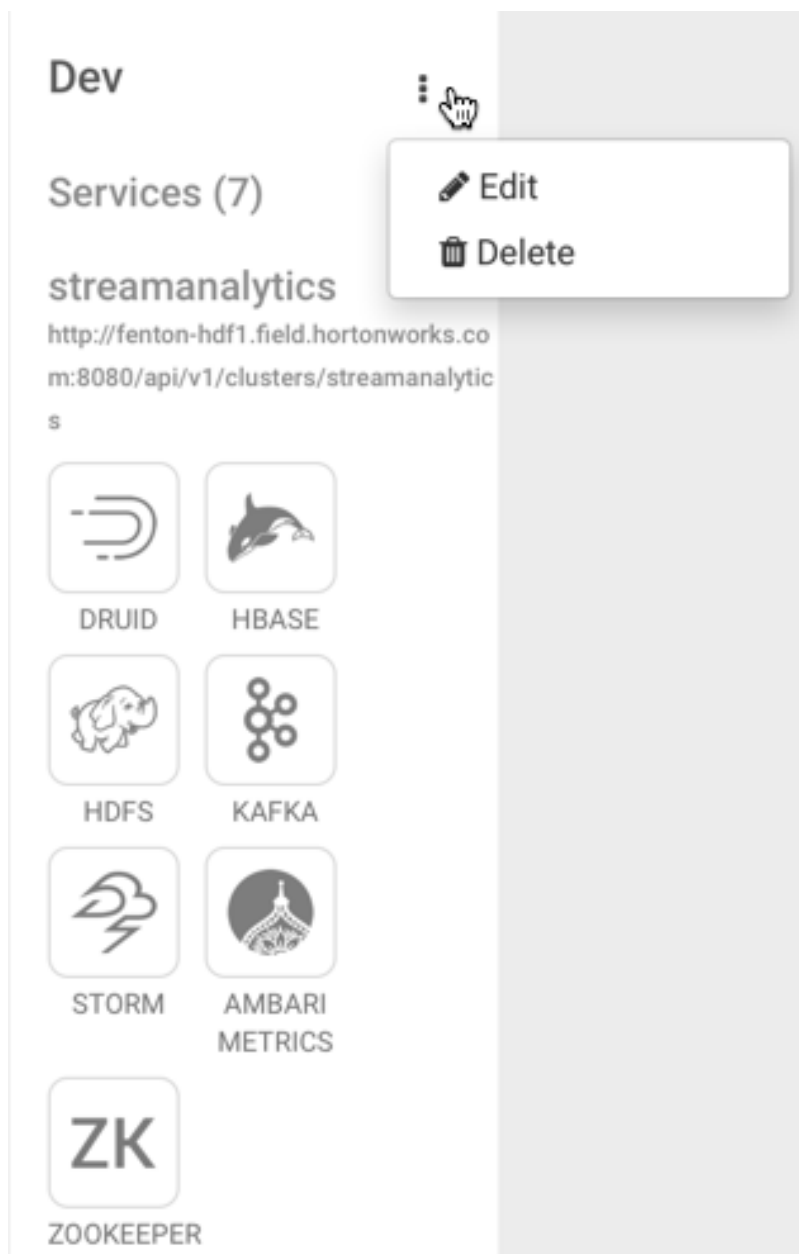 Dev
Edit
Services (7)
Delete
streamanalytics
http://fenton-hdf1.field.hortonworks.co
m:8080/api/v1/clusters/streamanalytic
s
DRUID HBASE
HDFS KAFKA
STORM AMBARI
METRICS
ZK
ZOOKEEPER